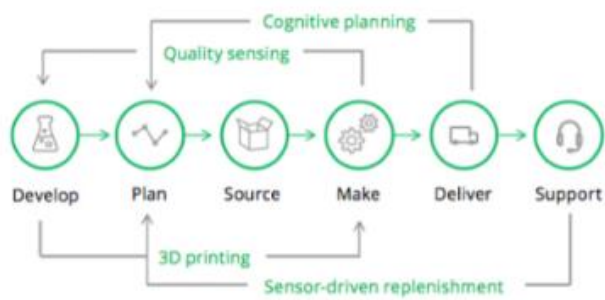 Cognitive planning
Quality sensing
Develop Plan Source Make Deliver Support
3D printing
Sensor-driven replenishment